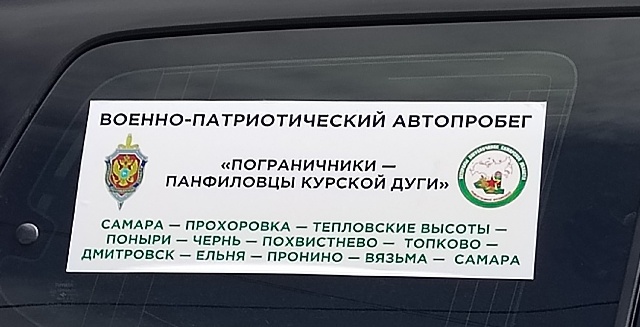 ВОЕННО-ПАТРИОТИЧЕСКИЙ АВТОПРОБЕГ
«ПОГРАНИЧНИКИ —
ПАНФИЛОВЦЫ КУРСКОЙ ДУГИ»
САМАРА — ПРОХОРОВКА — ТЕПЛОВСКИЕ ВЫСОТЫ —
ПОНЫРИ — ЧЕРНЬ — ПОХВИСТНЕВО — ТОПКОВО —
ДМИТРОВСК — ЕЛЬНЯ — ПРОНИНО — ВЯЗЬМА — САМАРА